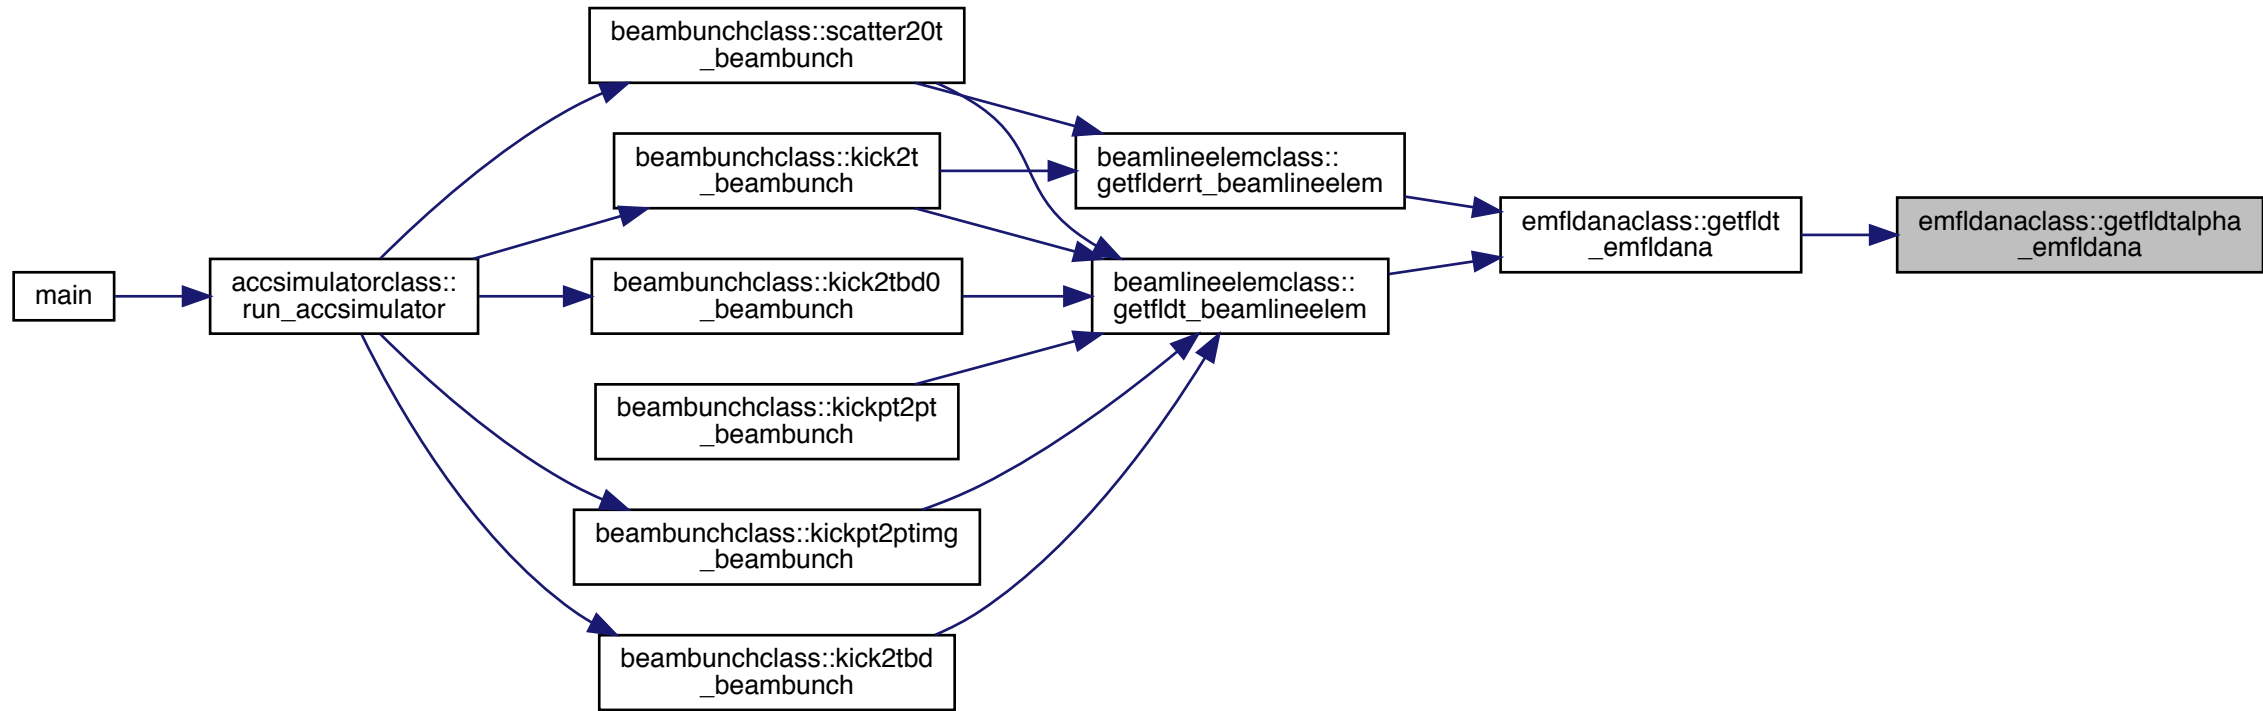 main
accsimulatorclass::
run_accsimulator
beambunchclass::scatter20t
_beambunch
beambunchclass::kick2t
_beambunch
beambunchclass::kick2tbd0
_beambunch
beambunchclass::kickpt2pt
_beambunch
beambunchclass::kickpt2ptimg
_beambunch
beambunchclass::kick2tbd
_beambunch
beamlineelemclass::
getflderrt_beamlineelem
beamlineelemclass::
getfldt_beamlineelem
emfldanaclass::getfldt
_emfldana
emfldanaclass::getfldtalpha
_emfldana